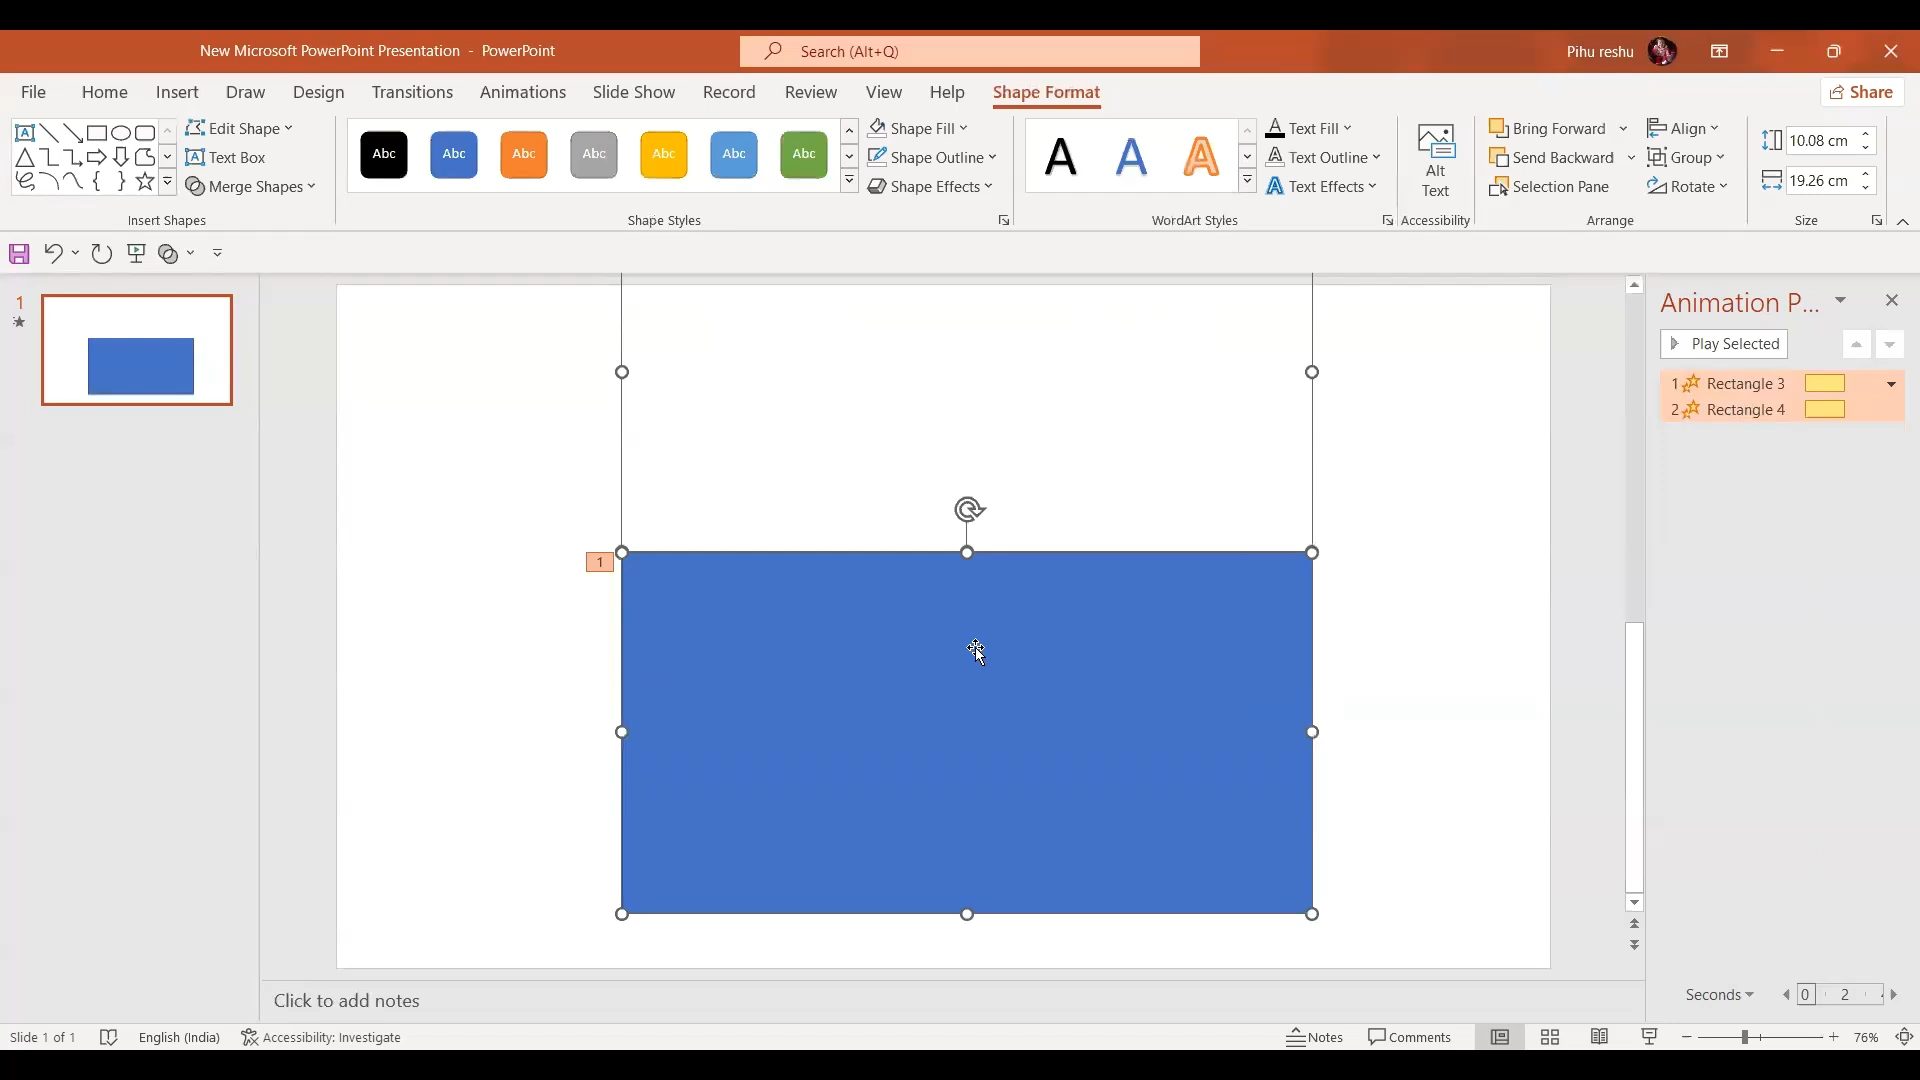 New Microsoft PowerPoint Presentation - PowerPoint
Search (Alt+Q)
Pihu reshu
File Home Insert Draw Design Transitions Animations Slide Show Record Review View Help Shape Format
Share
Edit Shape
Text Box
Merge Shapes
Insert Shapes
Abc Abc Abc Abc Abc Abc Abc
Shape Fill
Shape Outline
Shape Effects
Shape Styles
A A A
Text Fill
Text Outline
Text Effects
WordArt Styles
Alt
Text
Accessibility
Bring Forward
Send Backward
Selection Pane
Align
Group
Rotate
Arrange
10.08 cm
19.26 cm
Size
1
1
Animation P...
Play Selected
1 Rectangle 3
2 Rectangle 4
Seconds 0 2
Click to add notes
Slide 1 of 1 English (India) Accessibility: Investigate Notes Comments 76%